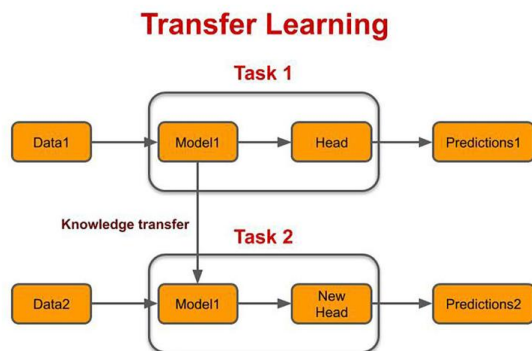 Transfer Learning
Task 1
Data1
Model1
Head
Predictions1
Knowledge transfer
Task 2
Data2
Model1
New
Head
Predictions2